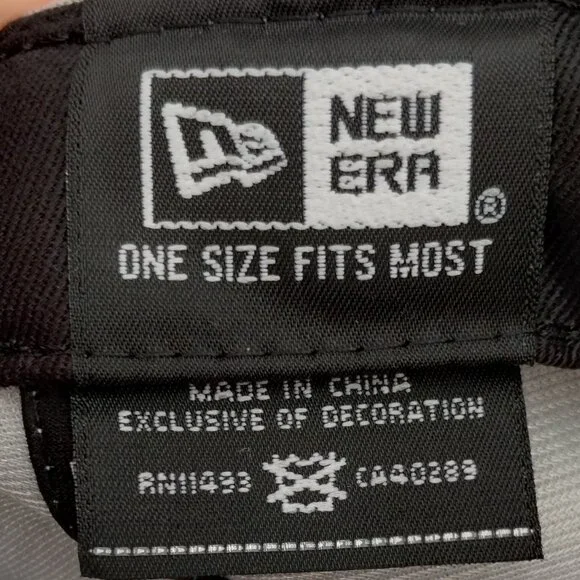 NEW
ERA
®
ONE SIZE FITS MOST
MADE IN CHINA
EXCLUSIVE OF DECORATION
RN11493 CA40289